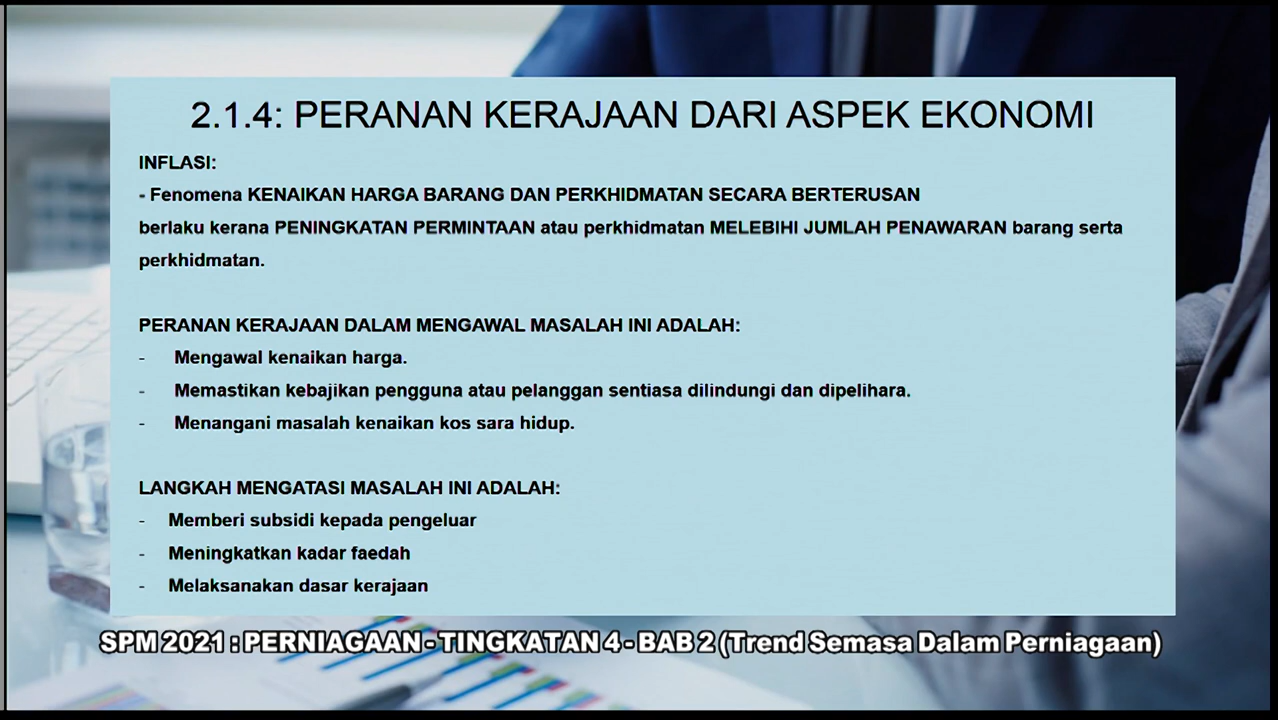 2.1.4: PERANAN KERAJAAN DARI ASPEK EKONOMI
INFLASI:
- Fenomena KENAIKAN HARGA BARANG DAN PERKHIDMATAN SECARA BERTERUSAN
berlaku kerana PENINGKATAN PERMINTAAN atau perkhidmatan MELEBIHI JUMLAH PENAWARAN barang serta
perkhidmatan.
PERANAN KERAJAAN DALAM MENGAWAL MASALAH INI ADALAH:
- Mengawal kenaikan harga.
- Memastikan kebajikan pengguna atau pelanggan sentiasa dilindungi dan dipelihara.
- Menangani masalah kenaikan kos sara hidup.
LANGKAH MENGATASI MASALAH INI ADALAH:
- Memberi subsidi kepada pengeluar
- Meningkatkan kadar faedah
- Melaksanakan dasar kerajaan
SPM 2021 : PERNIAGAAN - TINGKATAN 4 - BAB 2 (Trend Semasa Dalam Perniagaan)